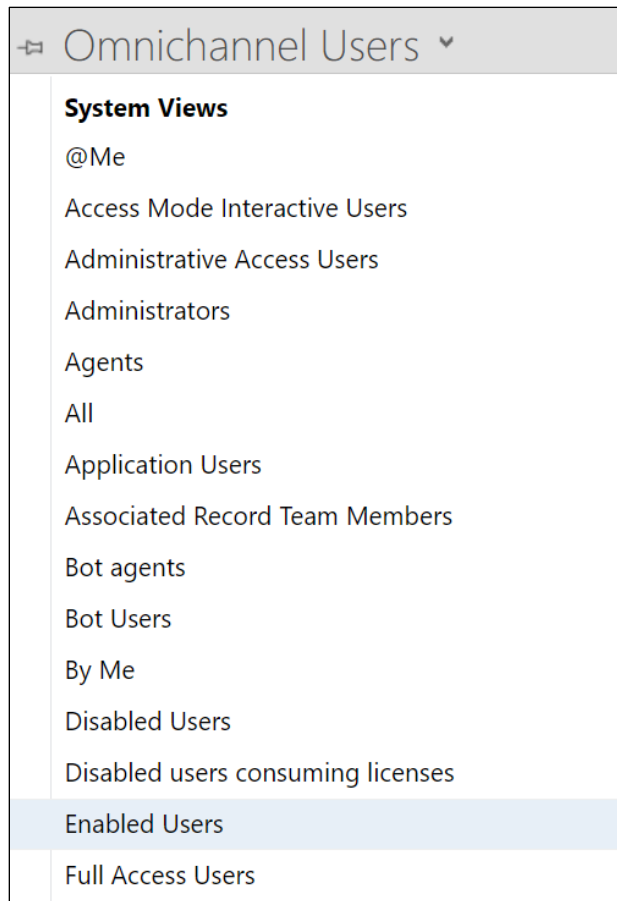 Omnichannel Users
System Views
@Me
Access Mode Interactive Users
Administrative Access Users
Administrators
Agents
All
Application Users
Associated Record Team Members
Bot agents
Bot Users
By Me
Disabled Users
Disabled users consuming licenses
Enabled Users
Full Access Users